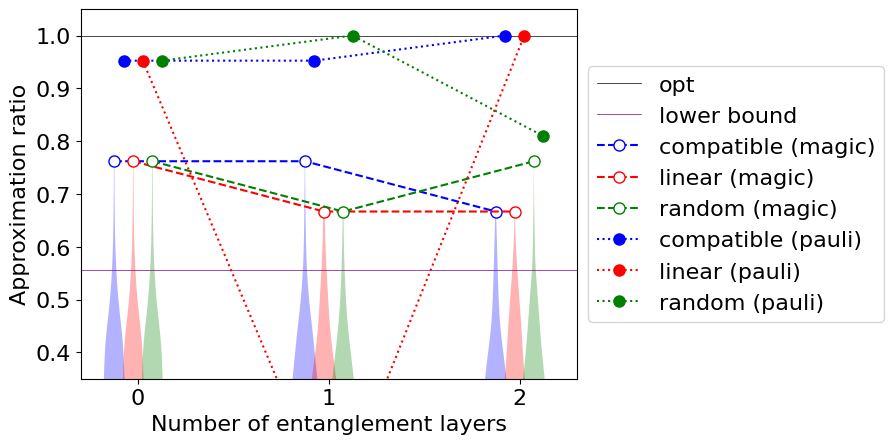 1.0
0.9
0.8
0.7
0.6
0.5
0.4
Approximation ratio
0 1 2
Number of entanglement layers
opt
lower bound
compatible (magic)
linear (magic)
random (magic)
compatible (pauli)
linear (pauli)
random (pauli)